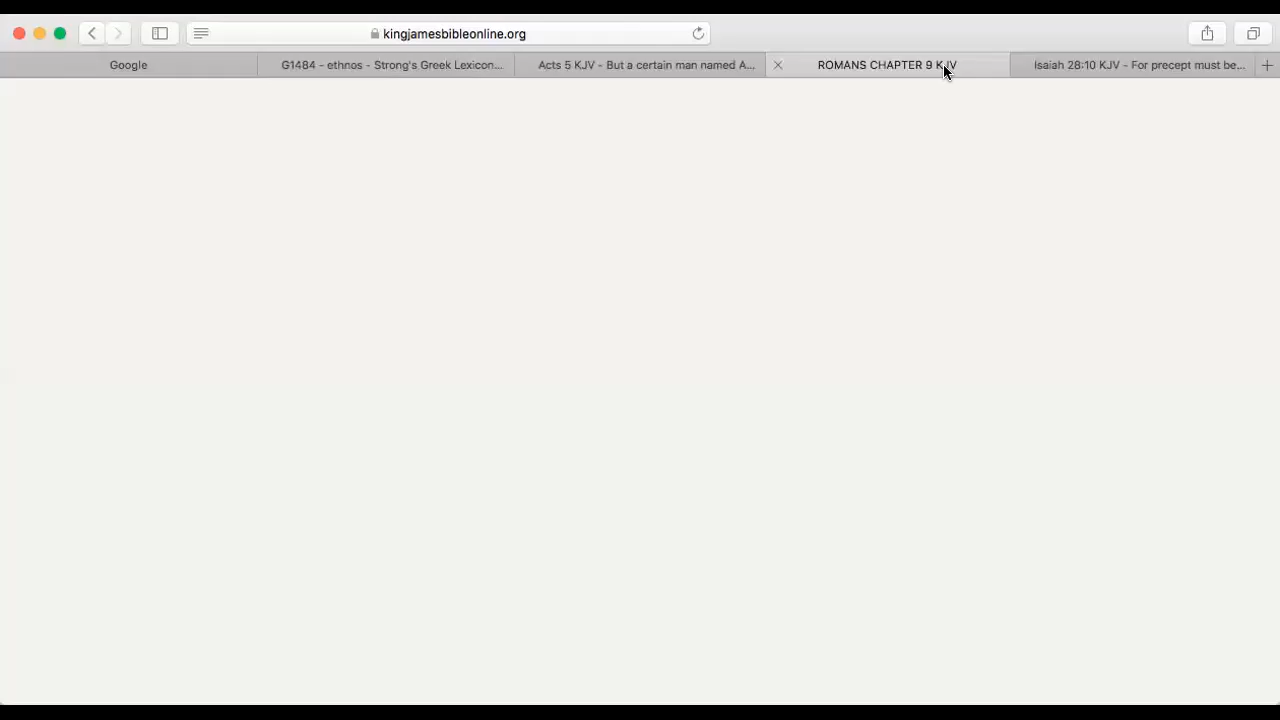 kingjamesbibleonline.org
Google
G1484 - ethnos - Strong's Greek Lexicon...
Acts 5 KJV - But a certain man named A...
ROMANS CHAPTER 9 KJV
Isaiah 28:10 KJV - For precept must be...